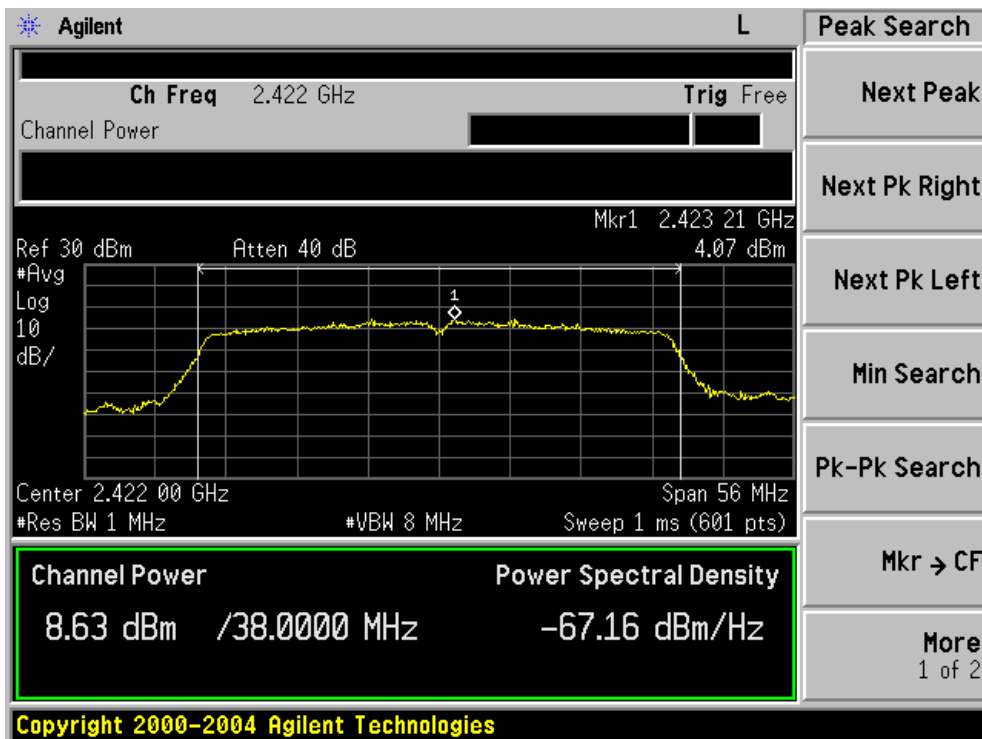 Agilent L Peak Search
Ch Freq 2.422 GHz Trig Free
Channel Power
Mkr1 2.423 21 GHz
Ref 30 dBm Atten 40 dB 4.07 dBm
#Avg
Log
10
dB/
1
Center 2.422 00 GHz Span 56 MHz
#Res BW 1 MHz #VBW 8 MHz Sweep 1 ms (601 pts)
Channel Power Power Spectral Density
8.63 dBm /38.0000 MHz -67.16 dBm/Hz
Next Peak
Next Pk Right
Next Pk Left
Min Search
Pk-Pk Search
Mkr → CF
More
1 of 2
Copyright 2000-2004 Agilent Technologies